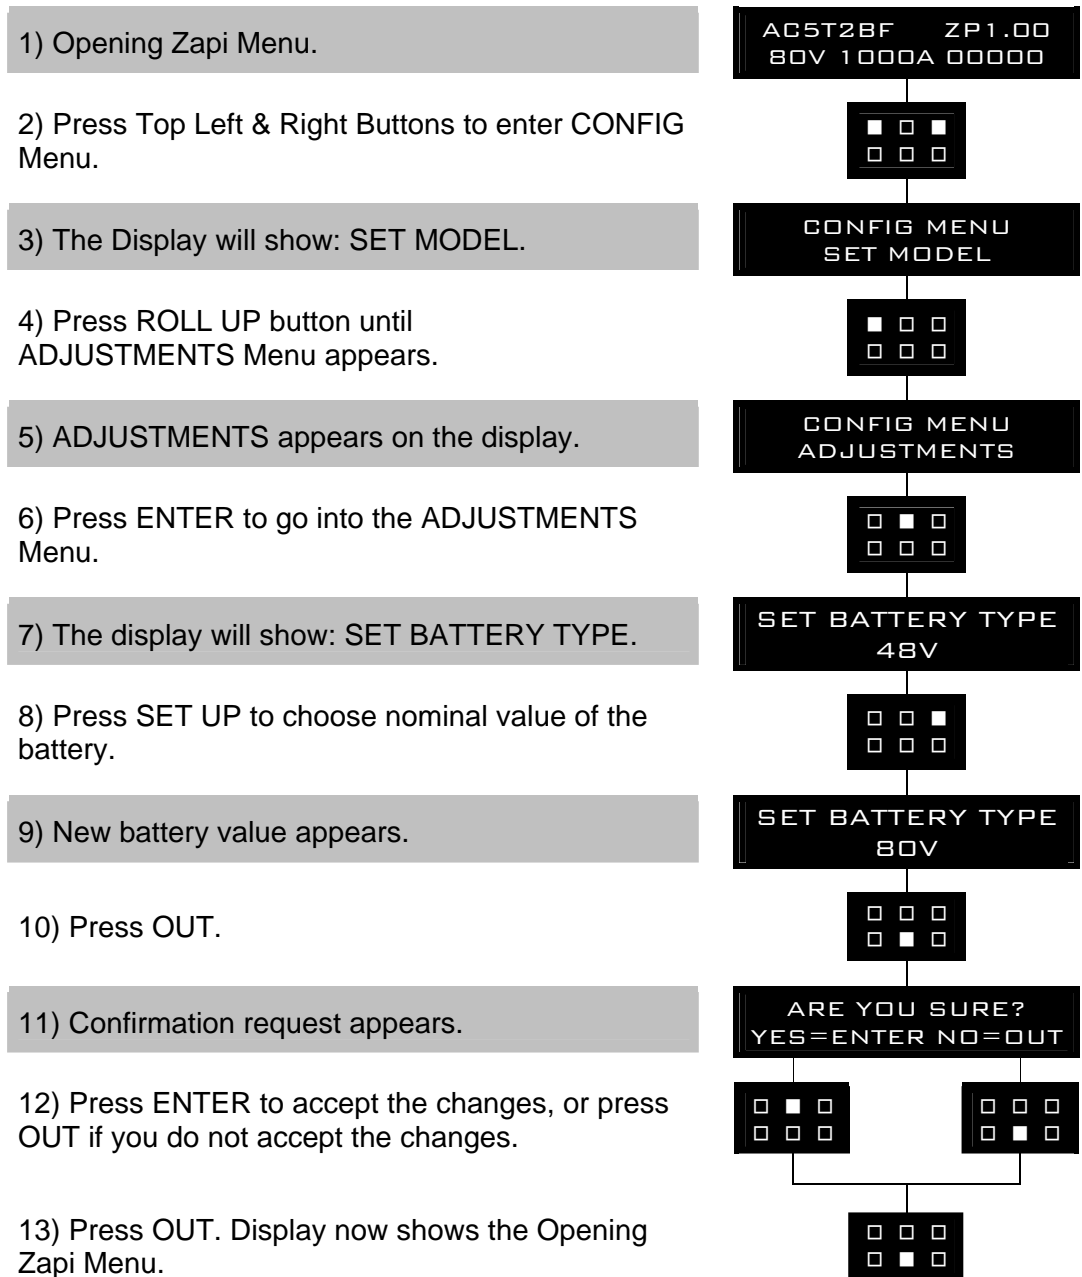 1) Opening Zapi Menu.
AC5T2BF ZP1.00
80V 1000A 00000
2) Press Top Left & Right Buttons to enter CONFIG
Menu.
3) The Display will show: SET MODEL.
CONFIG MENU
SET MODEL
4) Press ROLL UP button until
ADJUSTMENTS Menu appears.
5) ADJUSTMENTS appears on the display.
CONFIG MENU
ADJUSTMENTS
6) Press ENTER to go into the ADJUSTMENTS
Menu.
7) The display will show: SET BATTERY TYPE.
SET BATTERY TYPE
48V
8) Press SET UP to choose nominal value of the
battery.
9) New battery value appears.
SET BATTERY TYPE
80V
10) Press OUT.
11) Confirmation request appears.
ARE YOU SURE?
YES=ENTER NO=OUT
12) Press ENTER to accept the changes, or press
OUT if you do not accept the changes.
13) Press OUT. Display now shows the Opening
Zapi Menu.